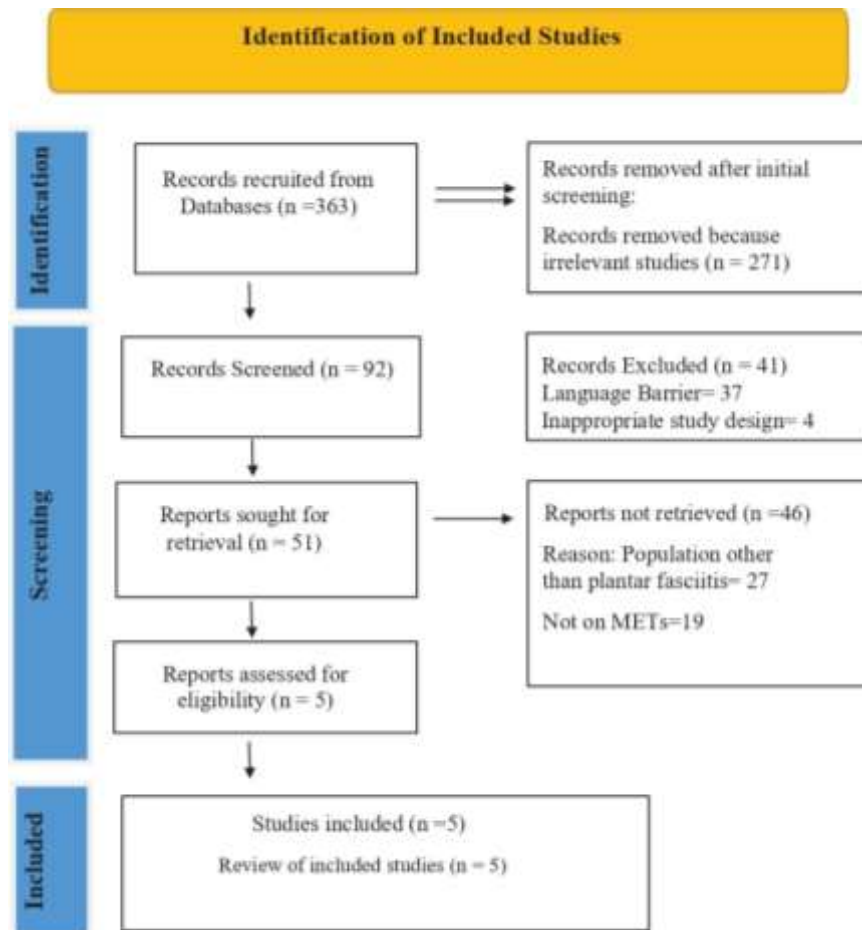 Identification of Included Studies
Identification
Records recruited from
Databases (n =363)
Records removed after initial
screening:
Records removed because
irrelevant studies (n = 271)
Screening
Records Screened (n = 92)
Records Excluded (n = 41)
Language Barrier= 37
Inappropriate study design= 4
Reports sought for
retrieval (n = 51)
Reports not retrieved (n =46)
Reason: Population other
than plantar fasciitis= 27
Not on METs=19
Reports assessed for
eligibility (n = 5)
Included
Studies included (n =5)
Review of included studies (n = 5)